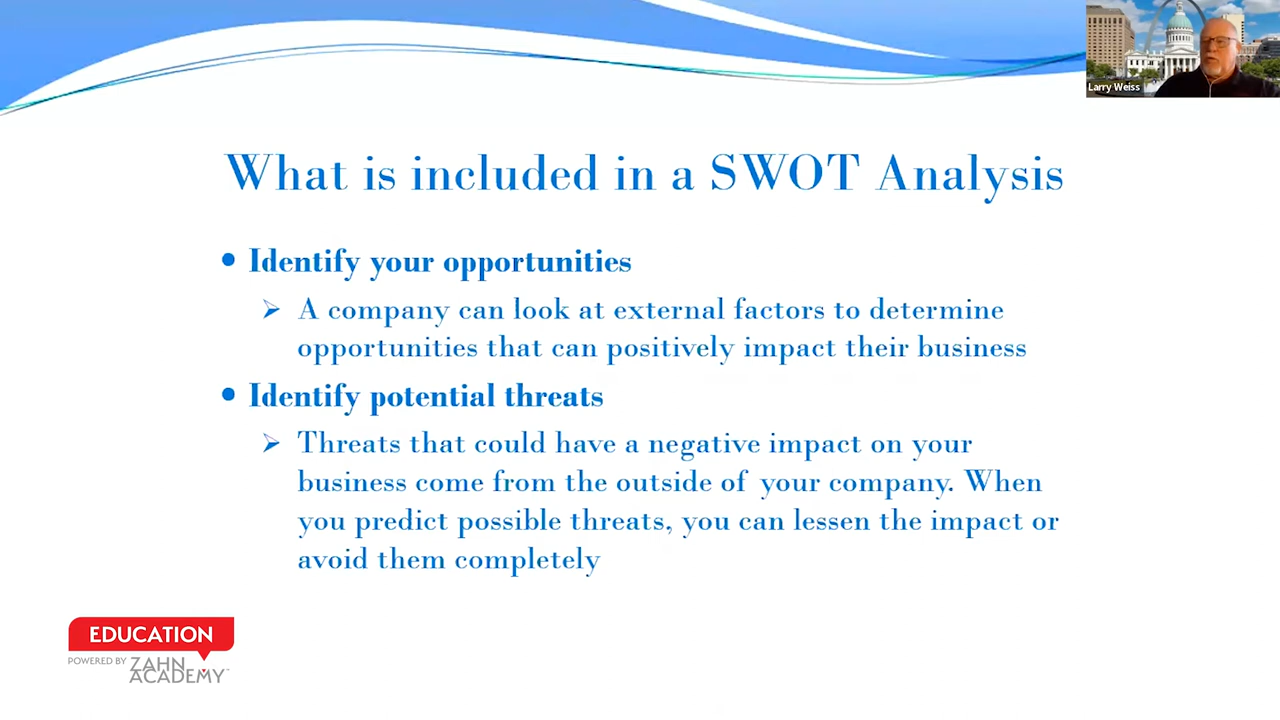 Larry Weiss
What is included in a SWOT Analysis
• Identify your opportunities
➢ A company can look at external factors to determine
opportunities that can positively impact their business
• Identify potential threats
➢ Threats that could have a negative impact on your
business come from the outside of your company. When
you predict possible threats, you can lessen the impact or
avoid them completely
EDUCATION
POWERED BY ZAHN
ACADEMY™